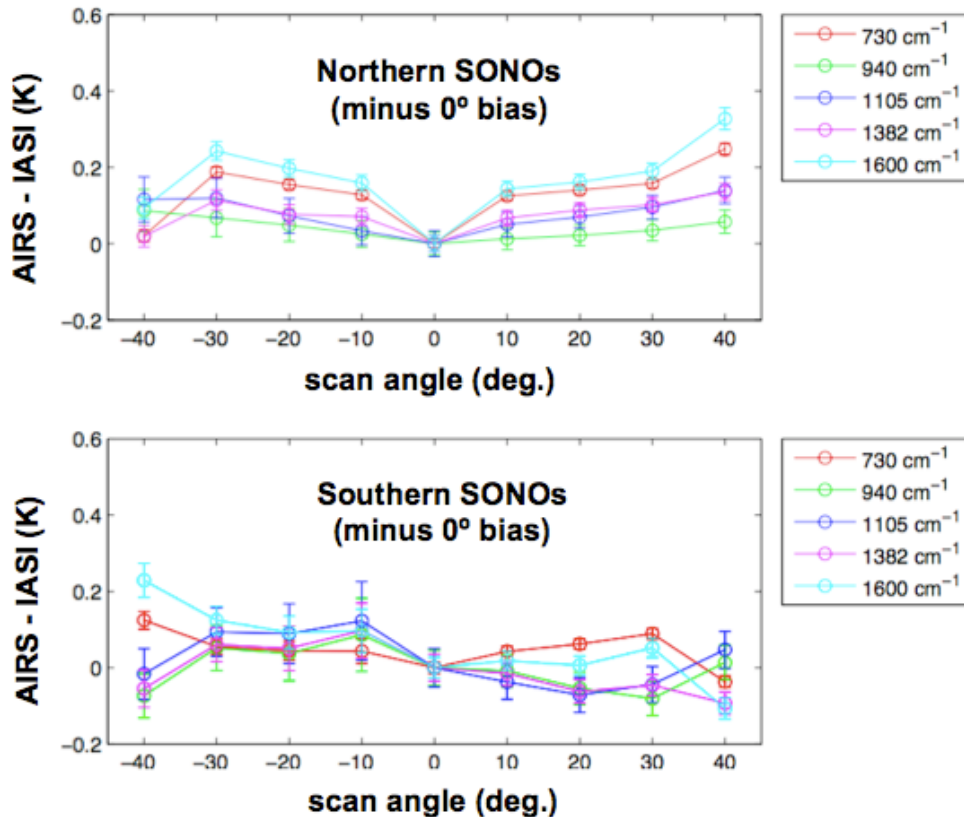 0.6
0.4
0.2
0
−0.2
AIRS - IASI (K)
Northern SONOs
(minus 0º bias)
−40 −30 −20 −10 0 10 20 30 40
scan angle (deg.)
730 cm⁻¹
940 cm⁻¹
1105 cm⁻¹
1382 cm⁻¹
1600 cm⁻¹
0.6
0.4
0.2
0
−0.2
AIRS - IASI (K)
Southern SONOs
(minus 0º bias)
−40 −30 −20 −10 0 10 20 30 40
scan angle (deg.)
730 cm⁻¹
940 cm⁻¹
1105 cm⁻¹
1382 cm⁻¹
1600 cm⁻¹